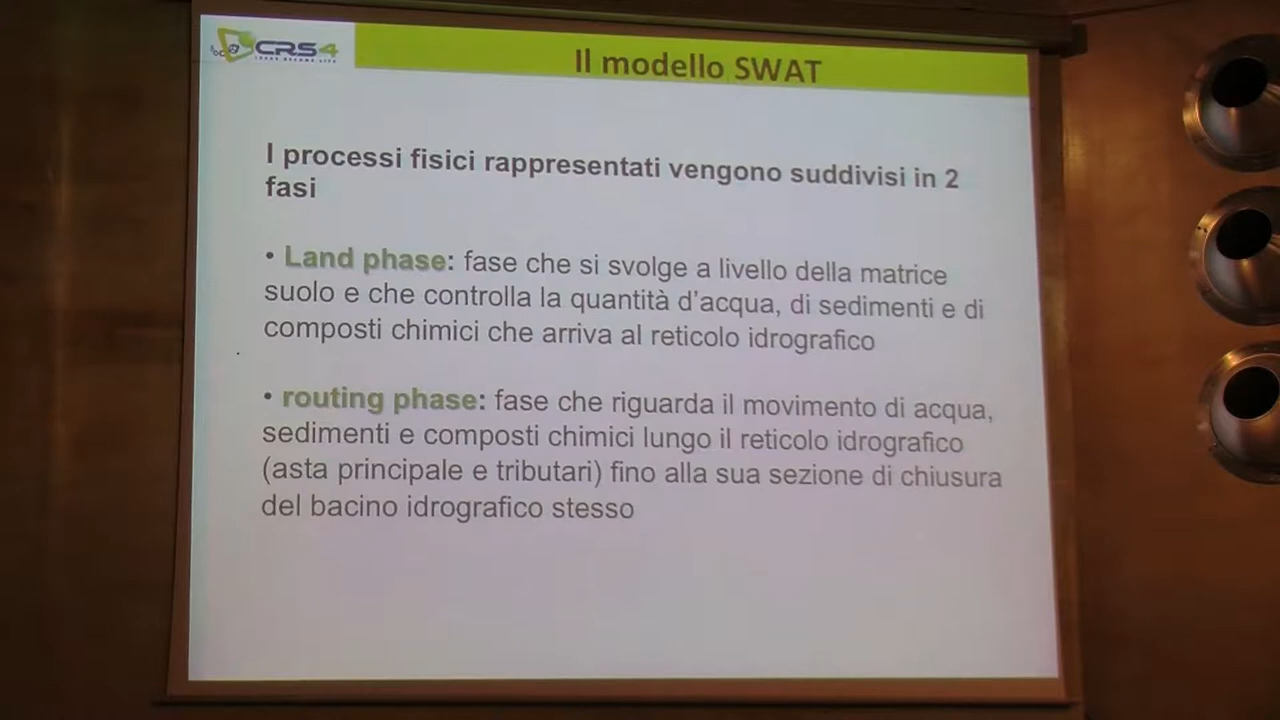 CRS4
Il modello SWAT
I processi fisici rappresentati vengono suddivisi in 2
fasi
• Land phase: fase che si svolge a livello della matrice
suolo e che controlla la quantità d'acqua, di sedimenti e di
composti chimici che arriva al reticolo idrografico
• routing phase: fase che riguarda il movimento di acqua,
sedimenti e composti chimici lungo il reticolo idrografico
(asta principale e tributari) fino alla sua sezione di chiusura
del bacino idrografico stesso